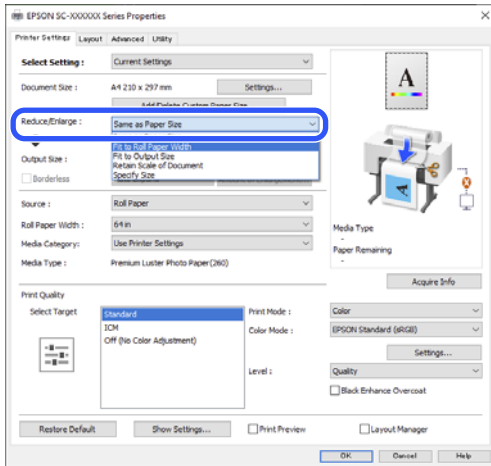 EPSON SC-XXXXXX Series Properties
Printer Settings Layout Advanced Utility
Select Setting : Current Settings
Document Size : A4 210 x 297 mm Settings...
Add/Delete Custom Paper Size
Reduce/Enlarge : Same as Paper Size
Fit to Roll Paper Width
Output Size : Fit to Output Size
Retain Scale of Document
Borderless Specify Size
Source : Roll Paper
Roll Paper Width : 64 in
Media Category: Use Printer Settings
Media Type : Premium Luster Photo Paper(260)
A
A
Media Type
-
Paper Remaining
-
Acquire Info
Print Quality
Select Target Standard
ICM
Off (No Color Adjustment)
Print Mode : Color
Color Mode : EPSON Standard (sRGB)
Settings...
Level : Quality
Black Enhance Overcoat
Restore Default Show Settings... Print Preview Layout Manager
OK Cancel Help